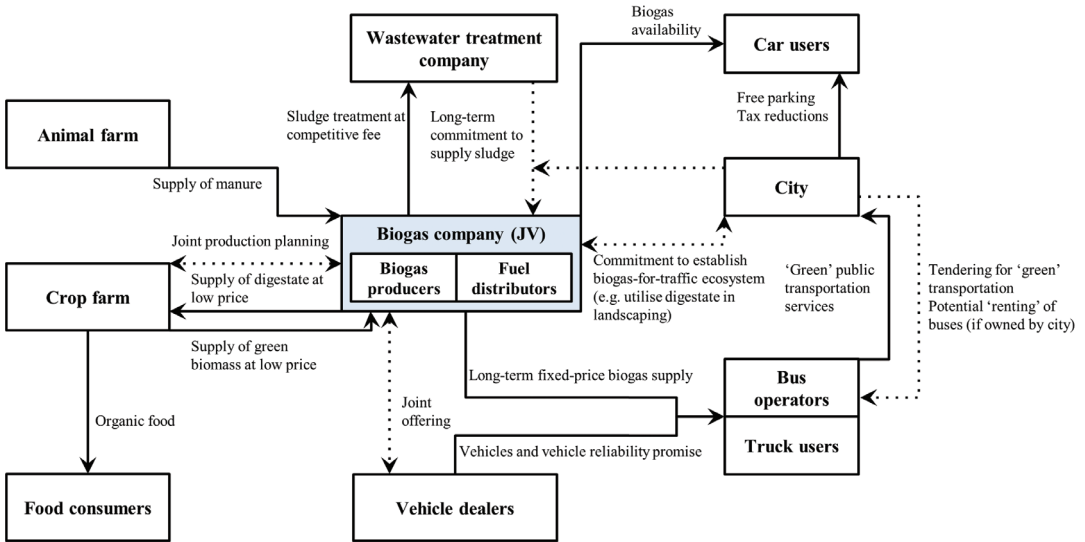 Biogas
availability
Wastewater treatment
company
Car users
Free parking
Tax reductions
Animal farm
Sludge treatment at
competitive fee
Long-term
commitment to
supply sludge
Supply of manure
City
Biogas company (JV)
Joint production planning
Biogas
producers
Fuel
distributors
Commitment to establish
biogas-for-traffic ecosystem
(e.g. utilise digestate in
landscaping)
‘Green’ public
transportation
services
Tendering for ‘green’
transportation
Potential ‘renting’ of
buses (if owned by city)
Crop farm
Supply of digestate at
low price
Supply of green
biomass at low price
Long-term fixed-price biogas supply
Bus
operators
Joint
offering
Organic food
Truck users
Vehicles and vehicle reliability promise
Food consumers
Vehicle dealers